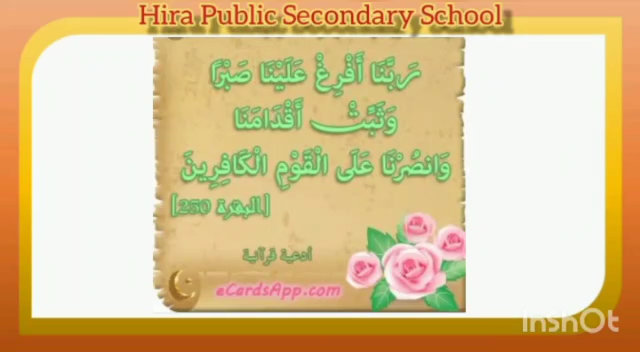 Hira Public Secondary School
رَبَّنَا أَفْرِغْ عَلَيْنَا صَبْرًا
وَثَبِّتْ أَقْدَامَنَا
وَانصُرْنَا عَلَى الْقَوْمِ الْكَافِرِينَ
[البقرة 250]
أدعية قرآنية
eCardsApp.com
InshOt